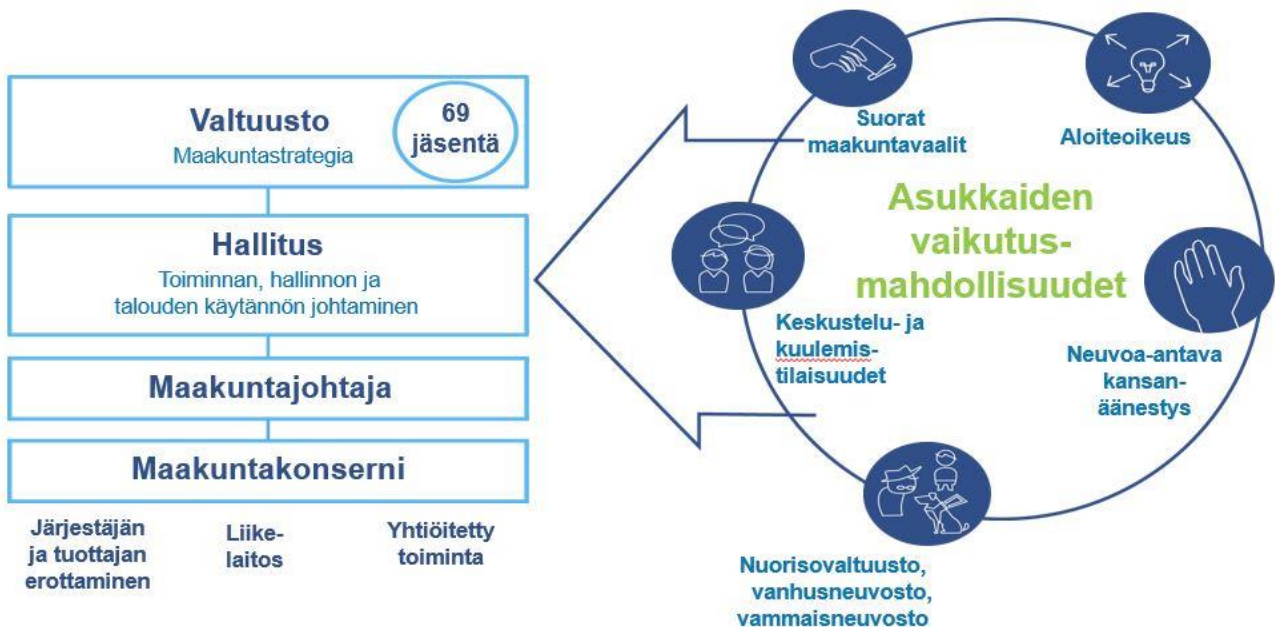 Valtuusto
Maakuntastrategia
69
jäsentä
Hallitus
Toiminnan, hallinnon ja
talouden käytännön johtaminen
Maakuntajohtaja
Maakuntakonserni
Järjestäjän
ja tuottajan
erottaminen
Liike-
laitos
Yhtiöitetty
toiminta
Suorat
maakuntavaalit
Aloiteoikeus
Asukkaiden
vaikutus-
mahdollisuudet
Keskustelu- ja
kuulemis-
tilaisuudet
Neuvoa-antava
kansan-
äänestys
Nuorisovaltuusto,
vanhusneuvosto,
vammaisneuvosto